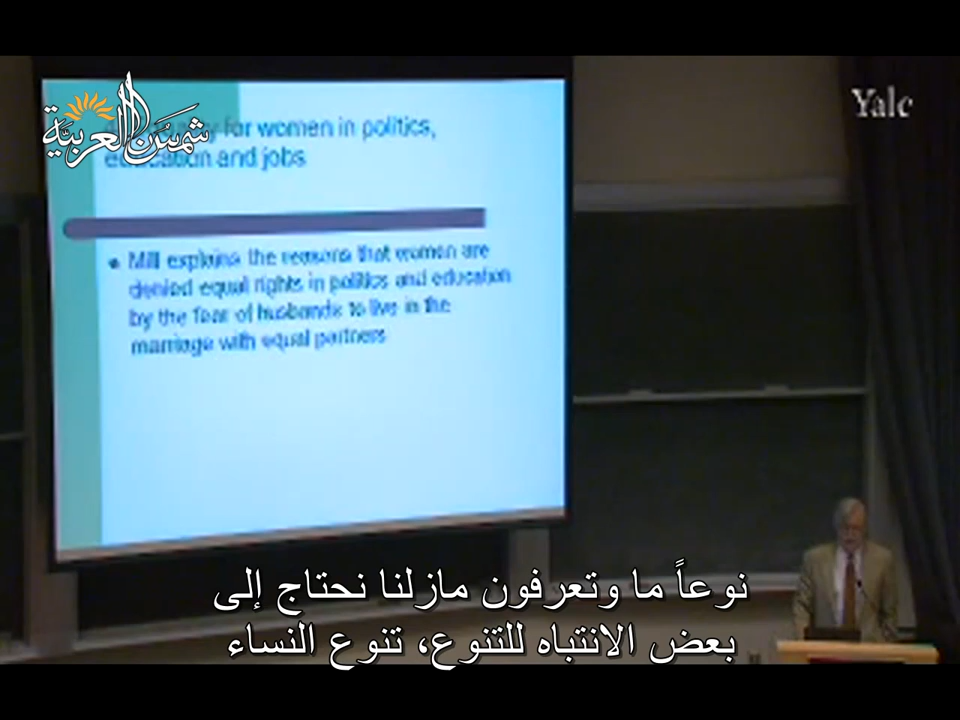 شمس العربية
Yale
for women in politics,
education and jobs
Mill explains the reasons that women are
denied equal rights in politics and education
by the fear of husbands to live in the
marriage with equal partners
نوعاً ما وتعرفون مازلنا نحتاج إلى
بعض الانتباه للتنوع، تنوع النساء